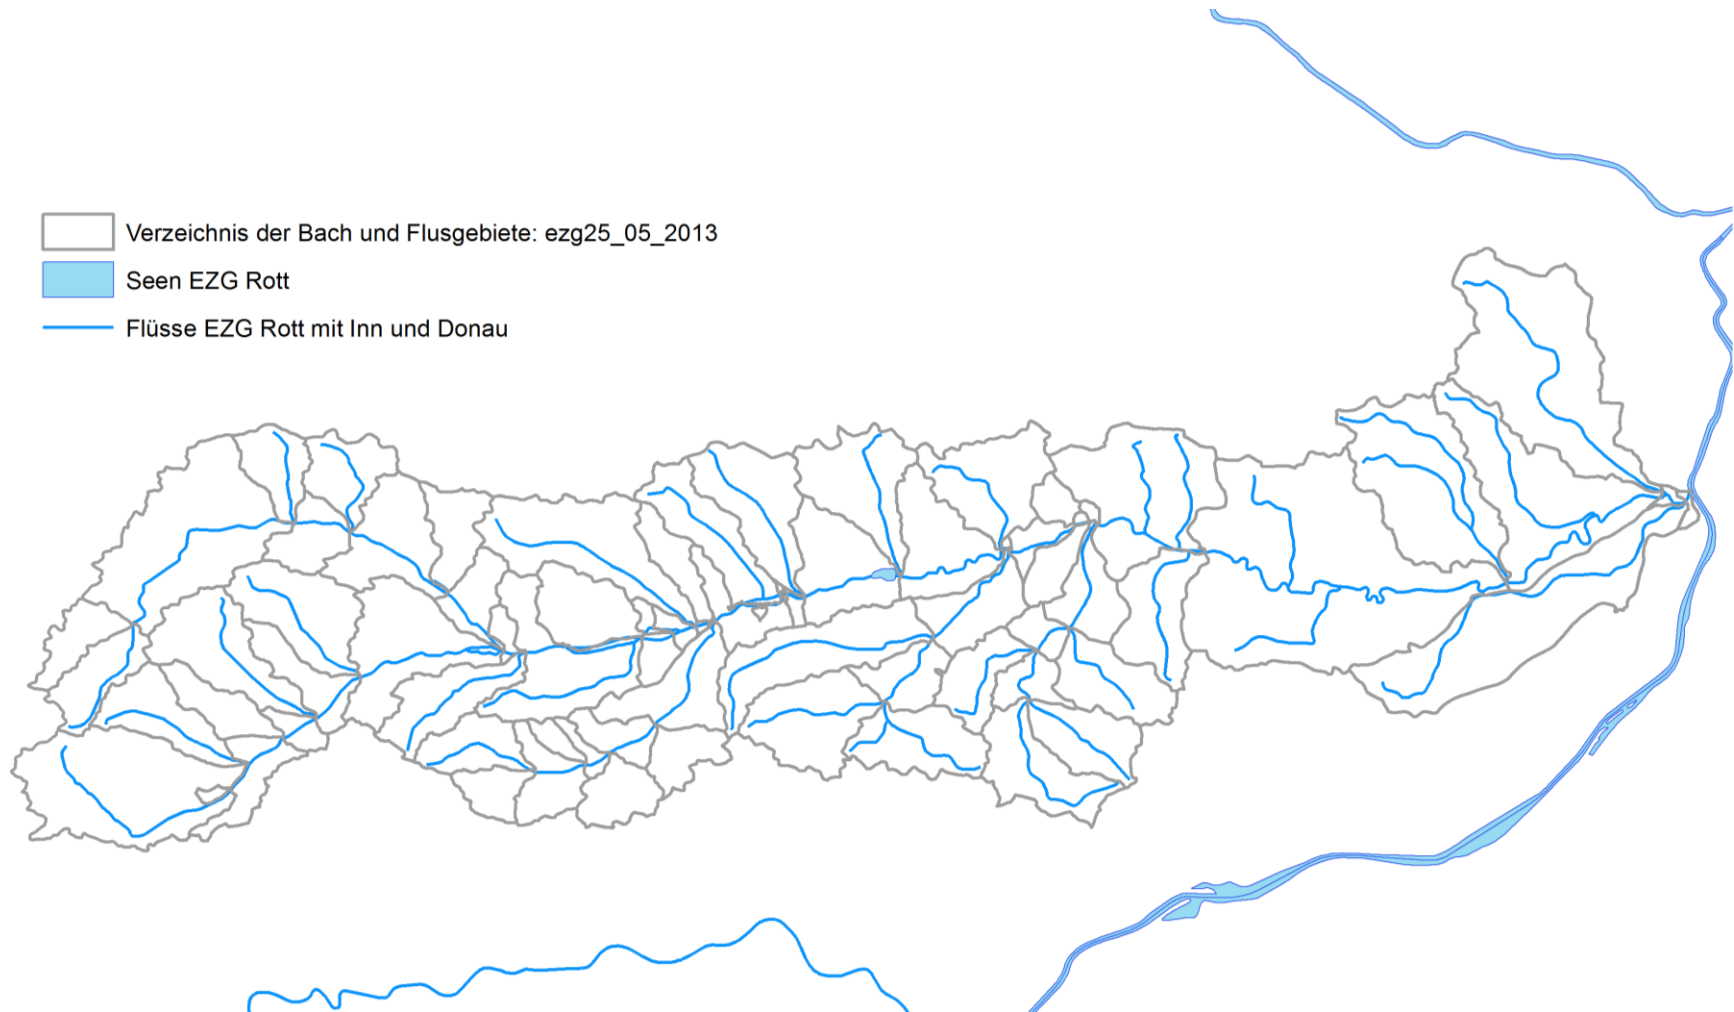 Verzeichnis der Bach und Flusgebiete: ezg25_05_2013
Seen EZG Rott
Flüsse EZG Rott mit Inn und Donau